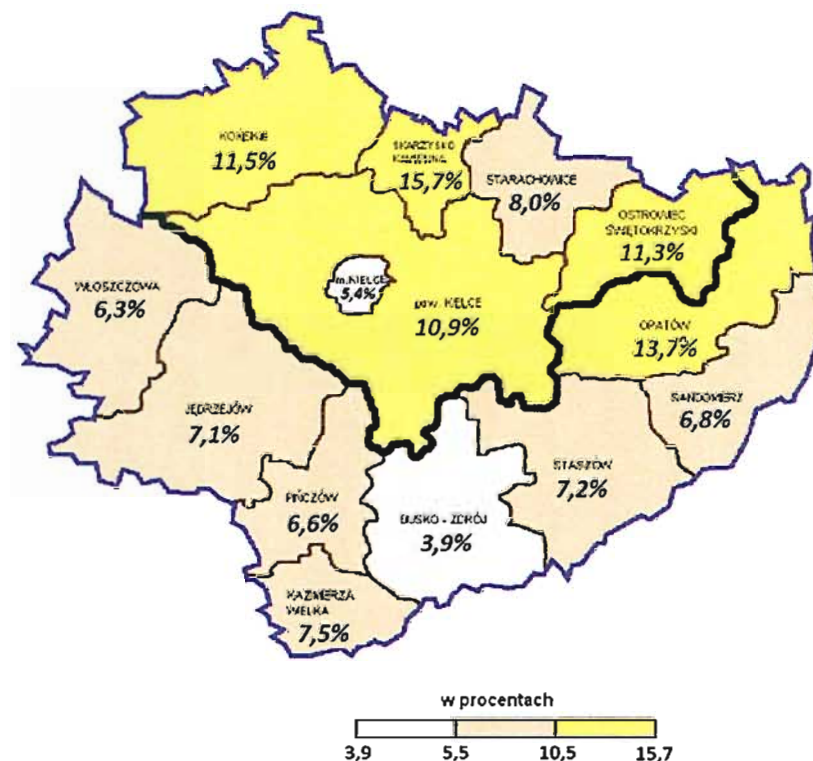 KOŃSKIE
11,5%
SKARŻYSKO
KAMIENNA
15,7%
STARACHOWICE
8,0%
OSTROWIEC
ŚWIĘTOKRZYSKI
11,3%
WŁOSZCZOWA
6,3%
m.KIELCE
5,4%
pow. KIELCE
10,9%
OPATÓW
13,7%
SANDOMIERZ
6,8%
JĘDRZEJÓW
7,1%
STASZÓW
7,2%
PIŃCZÓW
6,6%
BUSKO - ZDRÓJ
3,9%
KAZIMIERZA
WIELKA
7,5%
w procentach
3,9 5,5 10,5 15,7